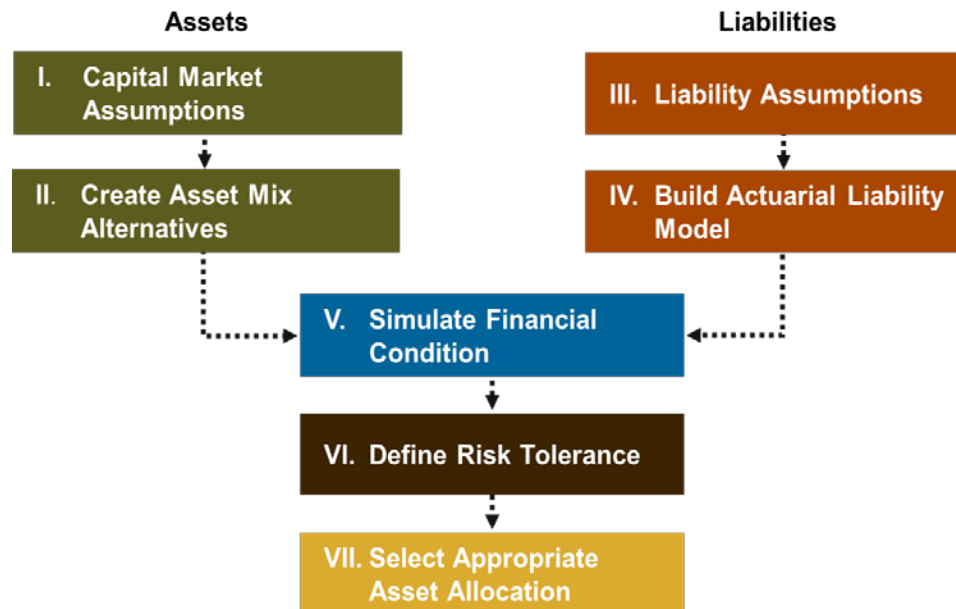 Assets
Liabilities
I. Capital Market
Assumptions
III. Liability Assumptions
II. Create Asset Mix
Alternatives
IV. Build Actuarial Liability
Model
V. Simulate Financial
Condition
VI. Define Risk Tolerance
VII. Select Appropriate
Asset Allocation